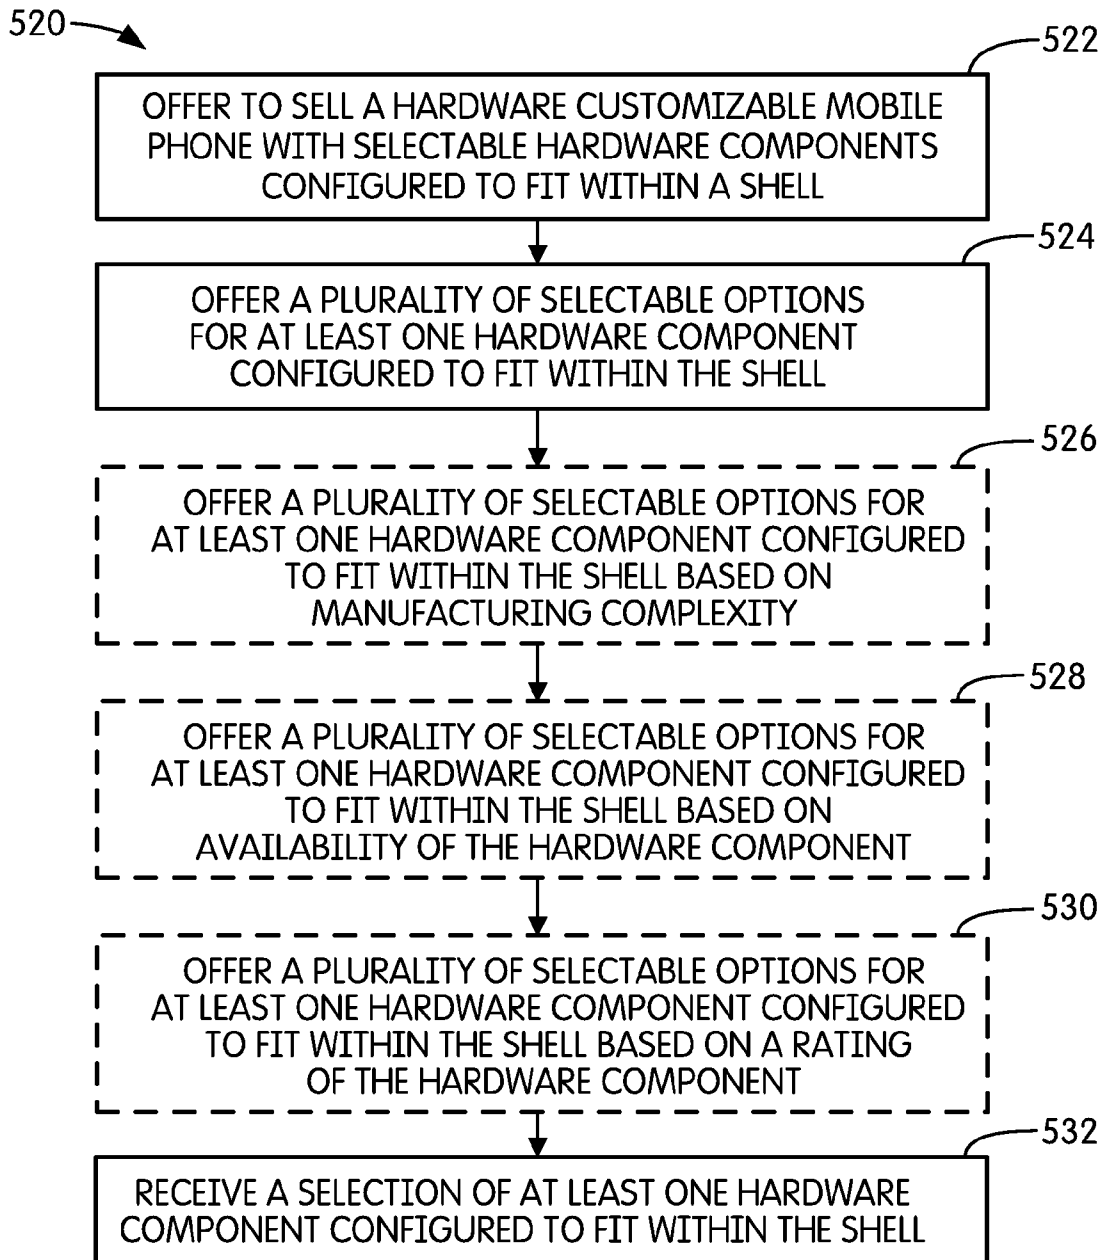 520
522
OFFER TO SELL A HARDWARE CUSTOMIZABLE MOBILE
PHONE WITH SELECTABLE HARDWARE COMPONENTS
CONFIGURED TO FIT WITHIN A SHELL
524
OFFER A PLURALITY OF SELECTABLE OPTIONS
FOR AT LEAST ONE HARDWARE COMPONENT
CONFIGURED TO FIT WITHIN THE SHELL
526
OFFER A PLURALITY OF SELECTABLE OPTIONS FOR
AT LEAST ONE HARDWARE COMPONENT CONFIGURED
TO FIT WITHIN THE SHELL BASED ON
MANUFACTURING COMPLEXITY
528
OFFER A PLURALITY OF SELECTABLE OPTIONS FOR
AT LEAST ONE HARDWARE COMPONENT CONFIGURED
TO FIT WITHIN THE SHELL BASED ON
AVAILABILITY OF THE HARDWARE COMPONENT
530
OFFER A PLURALITY OF SELECTABLE OPTIONS FOR
AT LEAST ONE HARDWARE COMPONENT CONFIGURED
TO FIT WITHIN THE SHELL BASED ON A RATING
OF THE HARDWARE COMPONENT
532
RECEIVE A SELECTION OF AT LEAST ONE HARDWARE
COMPONENT CONFIGURED TO FIT WITHIN THE SHELL